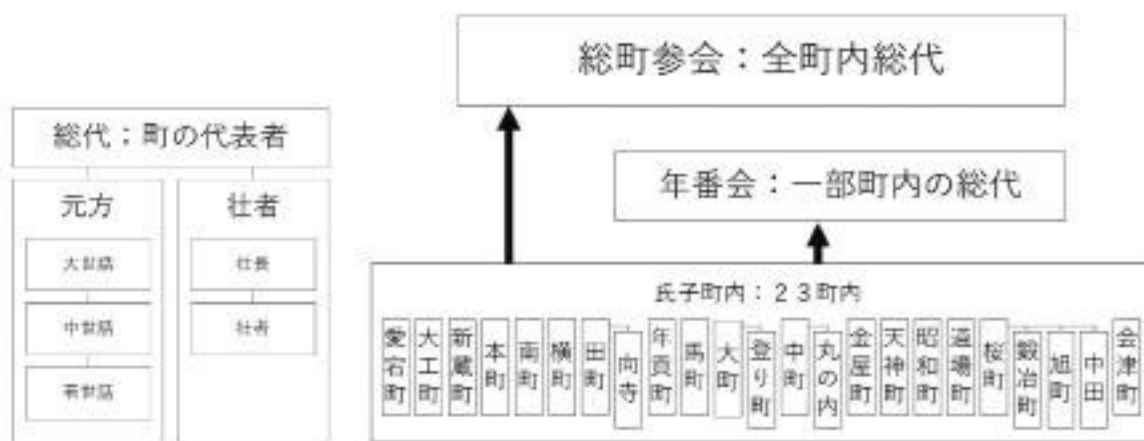 総町参会：全町内総代
総代：町の代表者
年番会：一部町内の総代
元方
大世話
中世話
若世話
壮者
壮長
壮者
氏子町内：２３町内
愛宕町
大工町
新蔵町
本町
南町
横町
田町
向寺
年貢町
馬町
大町
登り町
中町
丸の内
金屋町
天神町
昭和町
道場町
桜町
鍛冶町
旭町
中田
会津町